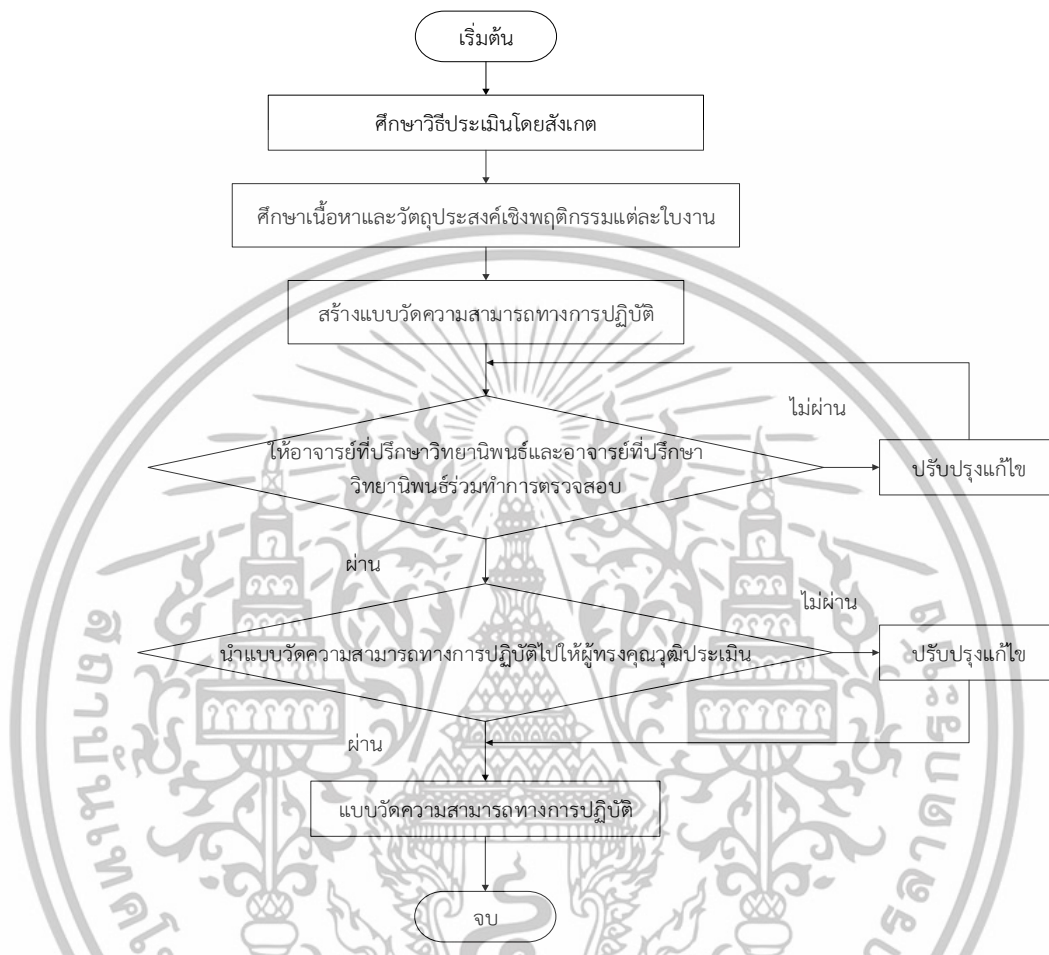 เริ่มต้น
ศึกษาวิธีประเมินโดยสังเกต
ศึกษาเนื้อหาและวัตถุประสงค์เชิงพฤติกรรมแต่ละใบงาน
สร้างแบบวัดความสามารถทางการปฏิบัติ
ไม่ผ่าน
ให้อาจารย์ที่ปรึกษาวิทยานิพนธ์และอาจารย์ที่ปรึกษา
วิทยานิพนธ์ร่วมทำการตรวจสอบ
ปรับปรุงแก้ไข
ผ่าน
ไม่ผ่าน
นำแบบวัดความสามารถทางการปฏิบัติไปให้ผู้ทรงคุณวุฒิประเมิน
ปรับปรุงแก้ไข
ผ่าน
แบบวัดความสามารถทางการปฏิบัติ
จบ